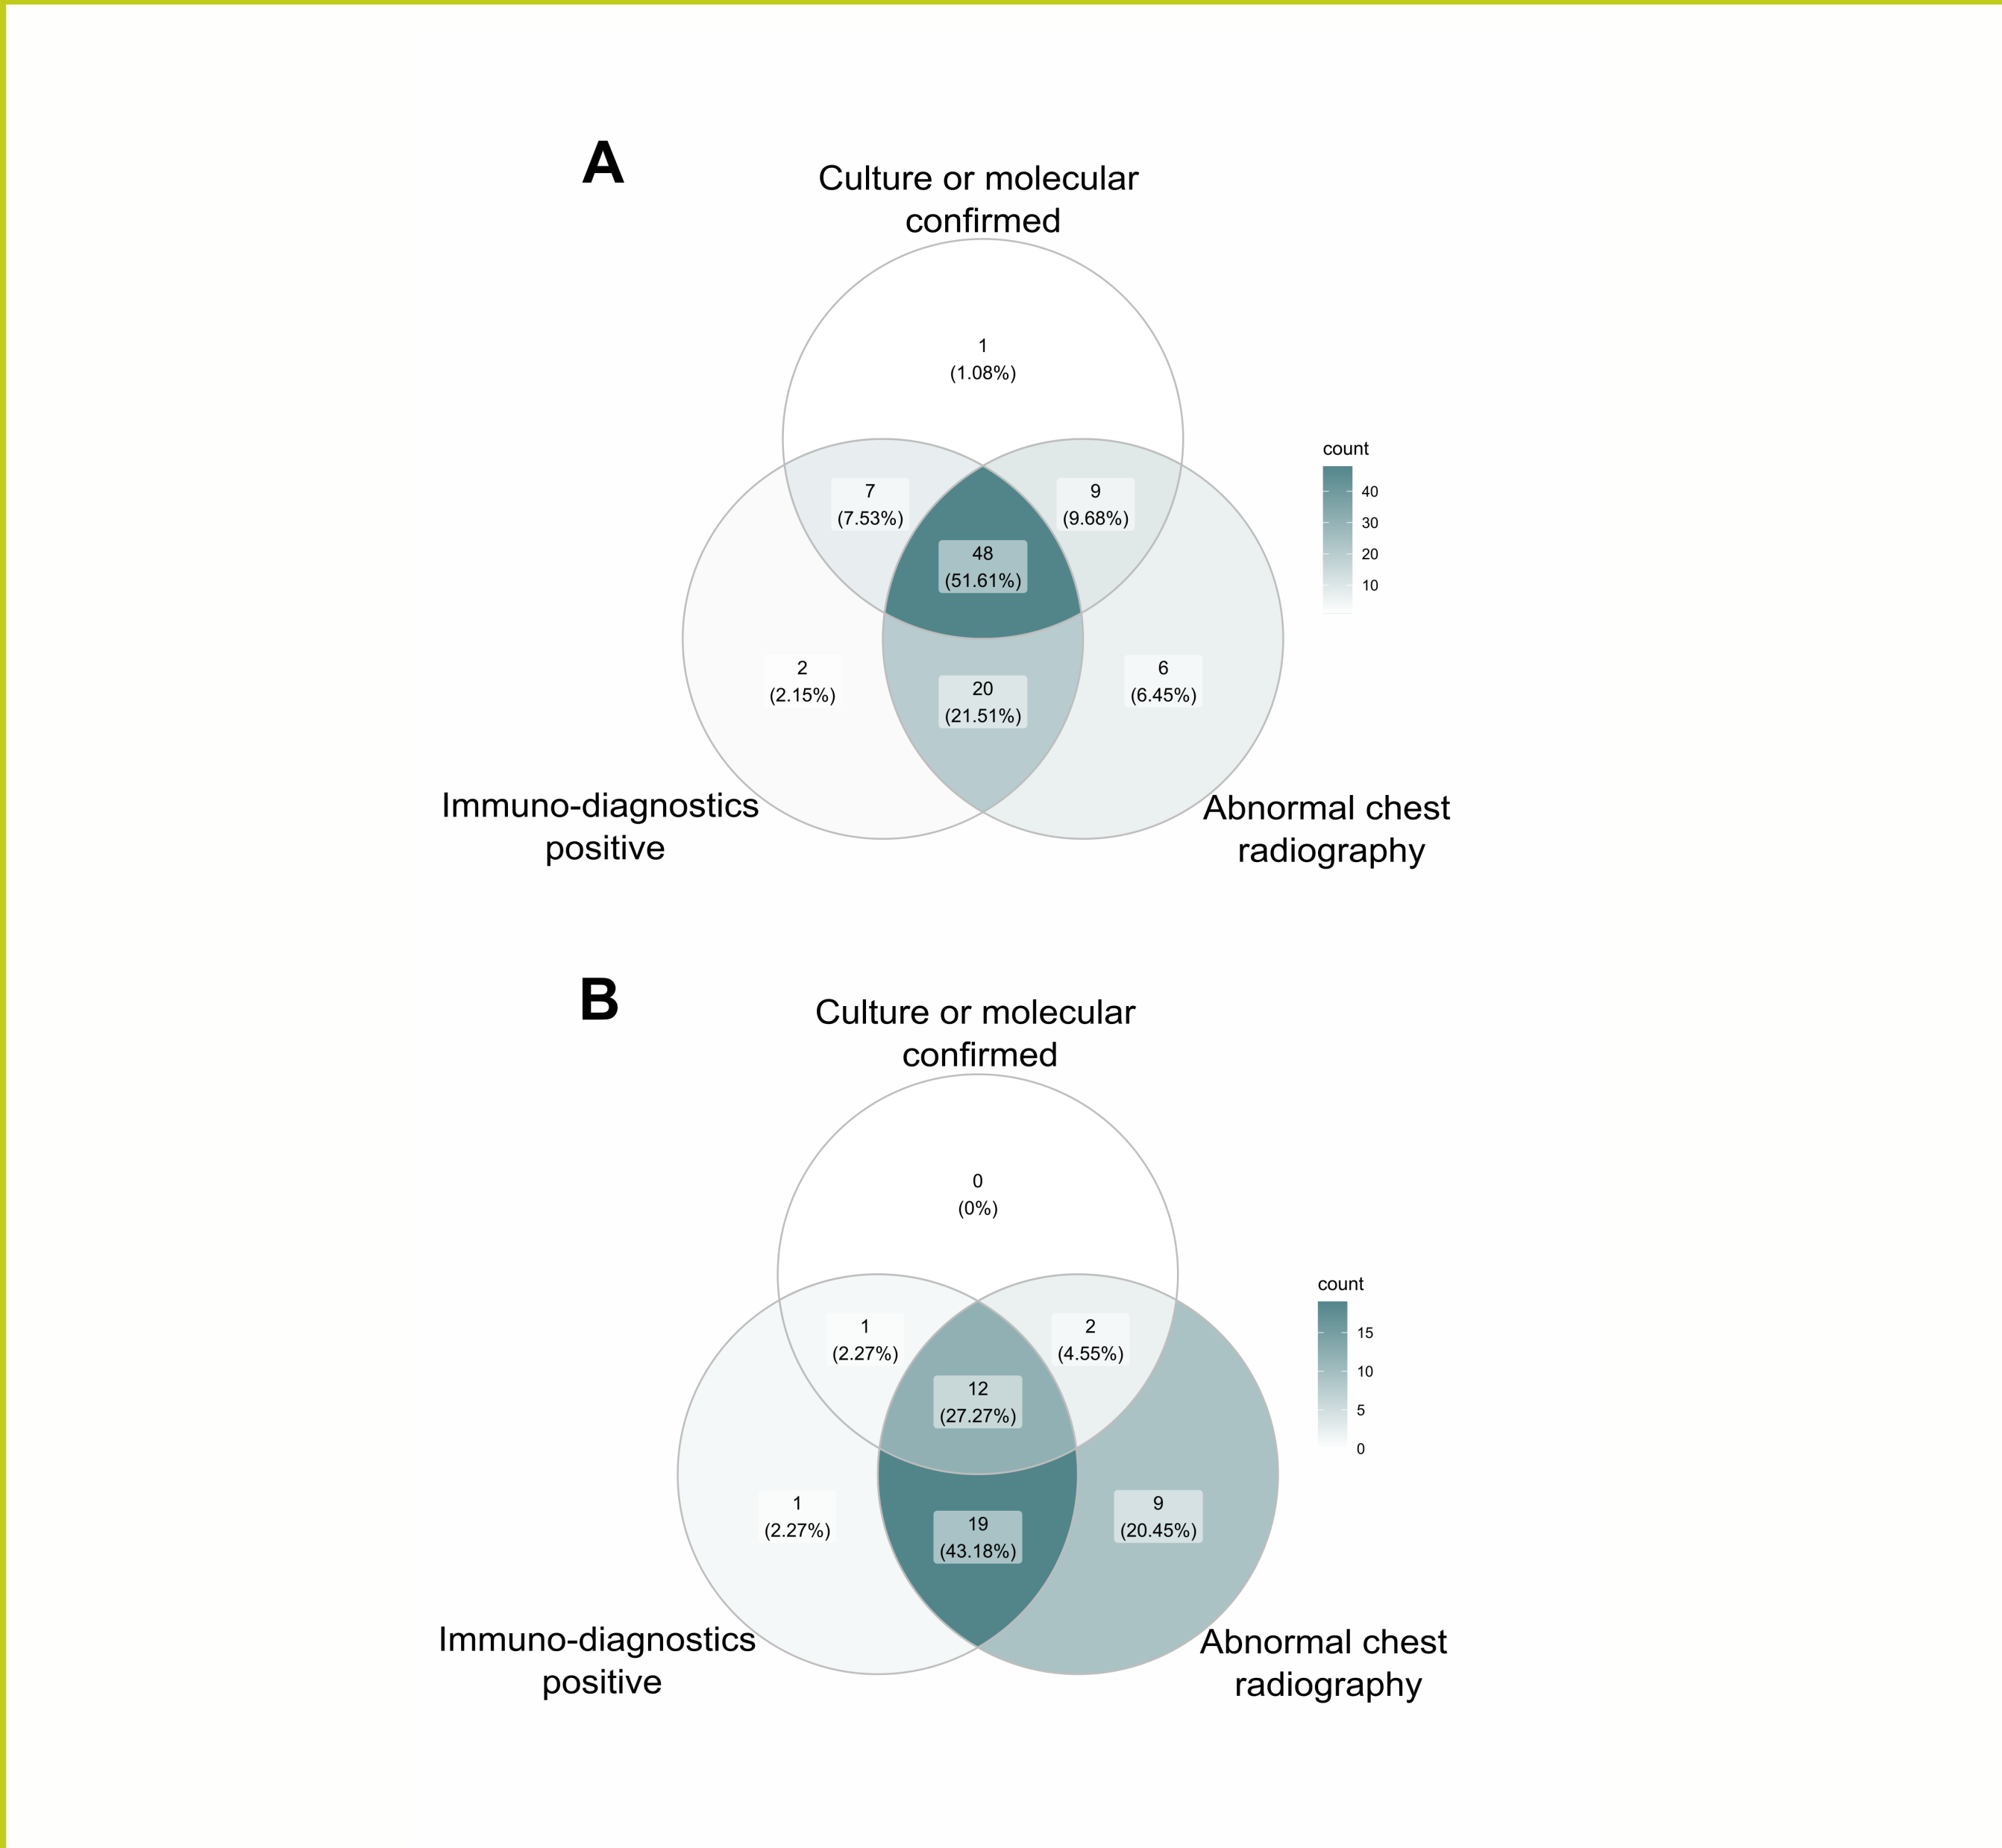 A
Culture or molecular
confirmed
1
(1.08%)
count
40
30
20
10
7
(7.53%)
9
(9.68%)
48
(51.61%)
2
(2.15%)
20
(21.51%)
6
(6.45%)
Immuno-diagnostics
positive
Abnormal chest
radiography
B
Culture or molecular
confirmed
0
(0%)
count
15
10
5
0
1
(2.27%)
2
(4.55%)
12
(27.27%)
1
(2.27%)
19
(43.18%)
9
(20.45%)
Immuno-diagnostics
positive
Abnormal chest
radiography